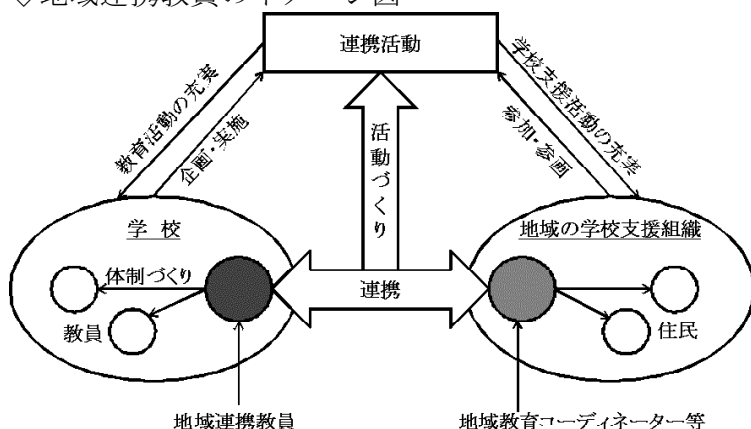 ◇地域連携教員のイメージ図
連携活動
教育活動の充実
企画・実施
活動づくり
参加・参画
学校支援活動の充実
学 校
地域の学校支援組織
体制づくり
連携
教員
住民
地域連携教員
地域教育コーディネーター等